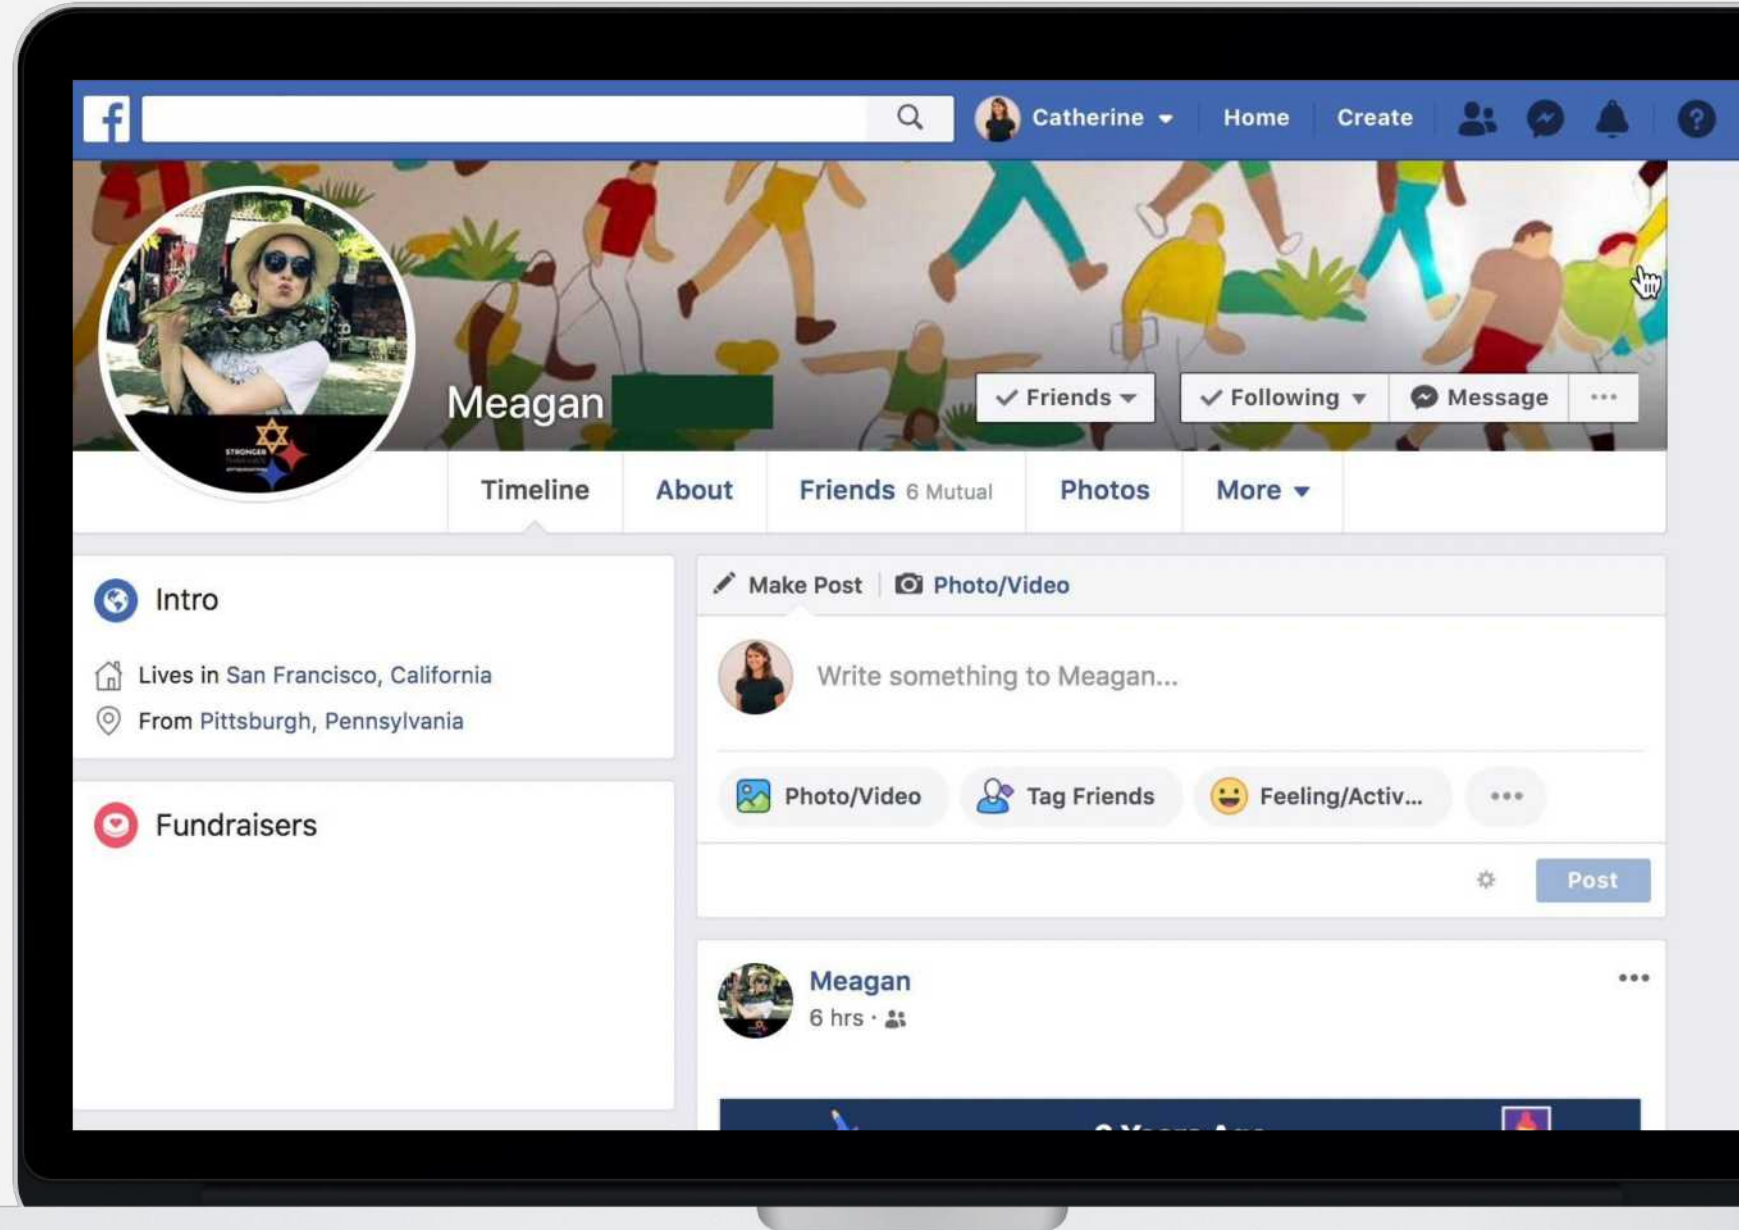 f
Catherine
Home
Create
?
Meagan
Friends
Following
Message
...
STRONGER
Timeline
About
Friends 6 Mutual
Photos
More
Intro
Lives in San Francisco, California
From Pittsburgh, Pennsylvania
Fundraisers
Make Post
Photo/Video
Write something to Meagan...
Photo/Video
Tag Friends
Feeling/Activ...
...
Post
Meagan
...
6 hrs ·